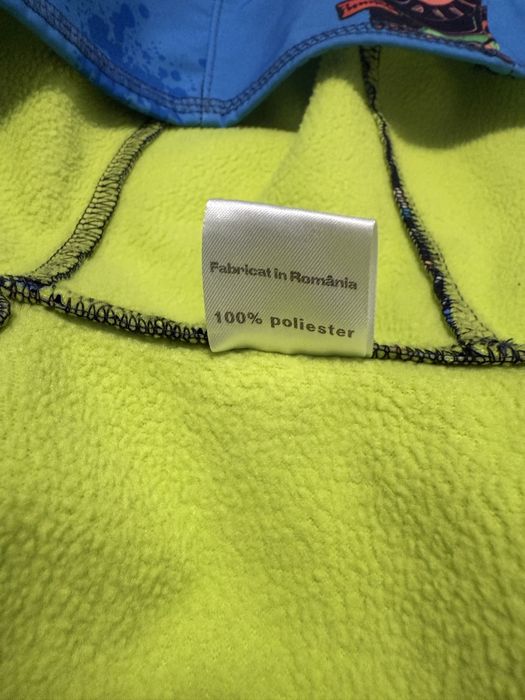 Fabricat in România
100% poliester